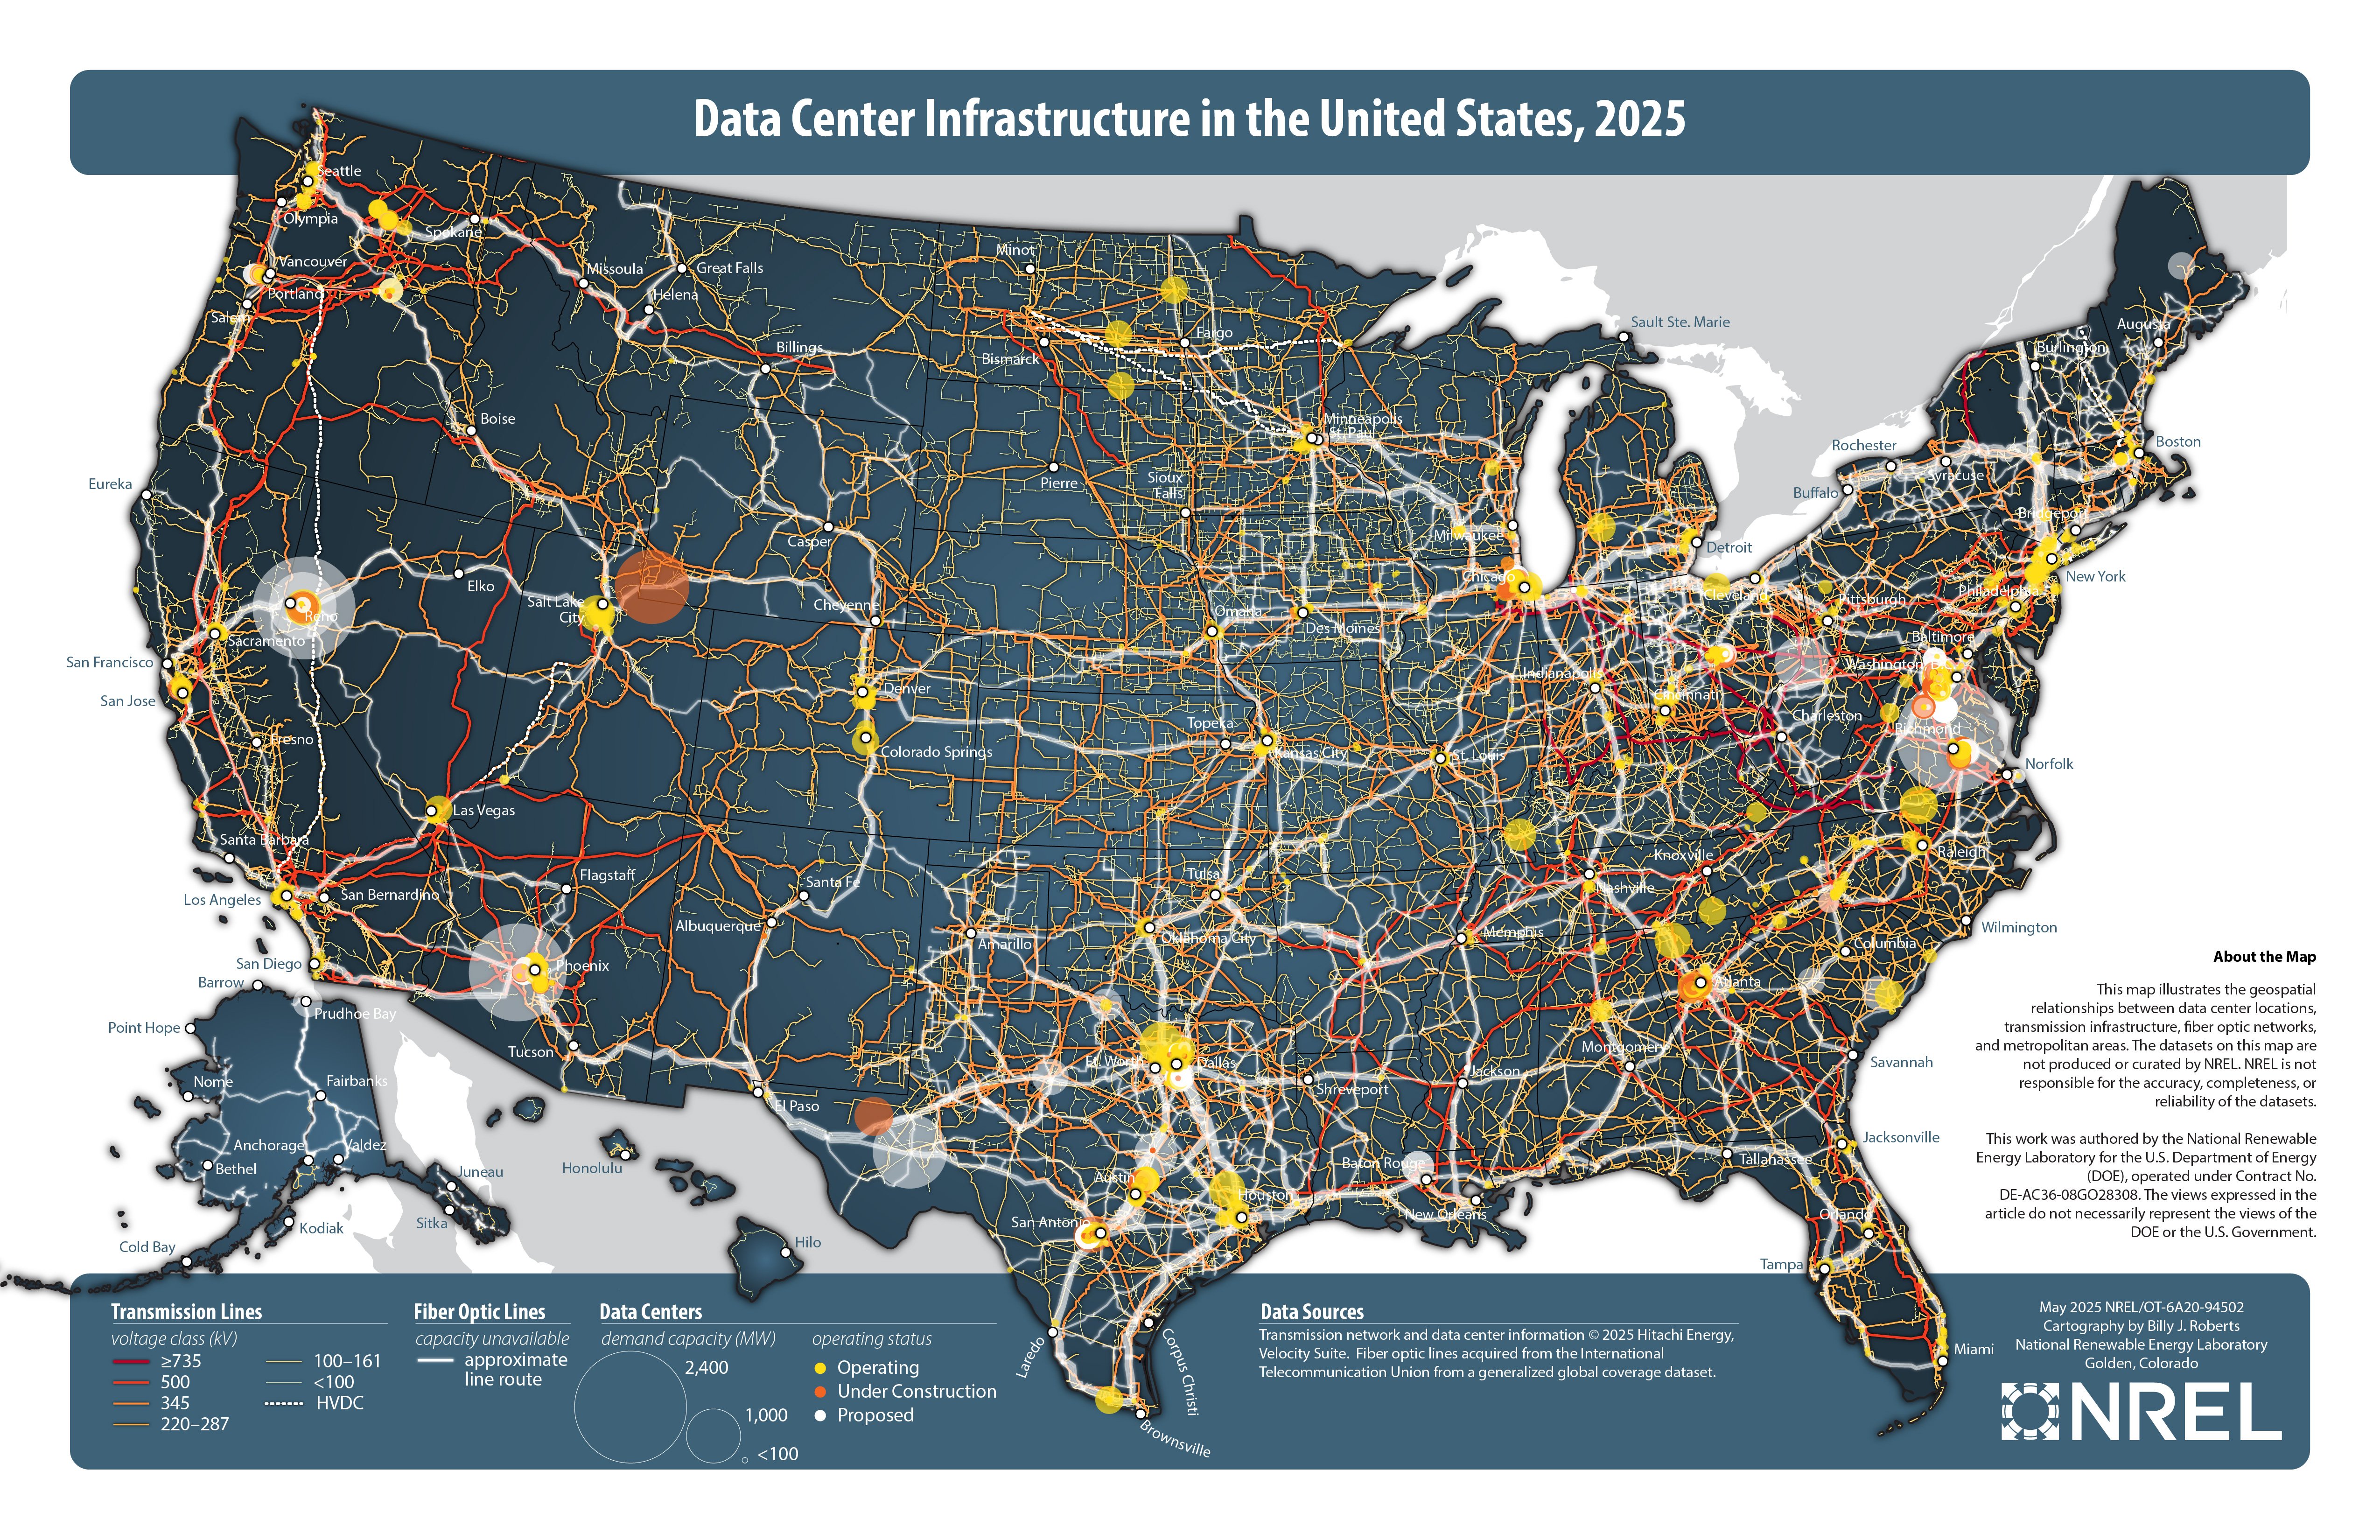 Data Center Infrastructure in the United States, 2025
Seattle
Olympia
Spokane
Vancouver
Portland
Salem
Missoula
Great Falls
Helena
Billings
Boise
Minot
Bismarck
Fargo
Minneapolis
St. Paul
Pierre
Sioux
Falls
Sault Ste. Marie
Augusta
Burlington
Boston
Rochester
Syracuse
Buffalo
Bridgeport
Detroit
New York
Milwaukee
Chicago
Cleveland
Pittsburgh
Philadelphia
Baltimore
Washington, D.C.
Eureka
Reno
Sacramento
San Francisco
San Jose
Fresno
Elko
Salt Lake
City
Casper
Cheyenne
Denver
Colorado Springs
Omaha
Des Moines
Topeka
Kansas City
St. Louis
Indianapolis
Cincinnati
Charleston
Richmond
Norfolk
Las Vegas
Santa Barbara
Los Angeles
San Bernardino
San Diego
Flagstaff
Phoenix
Tucson
Santa Fe
Albuquerque
El Paso
Amarillo
Tulsa
Oklahoma City
Knoxville
Nashville
Memphis
Raleigh
Wilmington
Columbia
Atlanta
Savannah
Montgomery
Jackson
Shreveport
Ft. Worth
Dallas
Austin
San Antonio
Houston
Baton Rouge
New Orleans
Tallahassee
Jacksonville
Orlando
Tampa
Miami
Laredo
Corpus Christi
Brownsville
Barrow
Prudhoe Bay
Point Hope
Nome
Fairbanks
Anchorage
Valdez
Bethel
Juneau
Sitka
Kodiak
Cold Bay
Honolulu
Hilo
About the Map
This map illustrates the geospatial
relationships between data center locations,
transmission infrastructure, fiber optic networks,
and metropolitan areas. The datasets on this map are
not produced or curated by NREL. NREL is not
responsible for the accuracy, completeness, or
reliability of the datasets.
This work was authored by the National Renewable
Energy Laboratory for the U.S. Department of Energy
(DOE), operated under Contract No.
DE-AC36-08GO28308. The views expressed in the
article do not necessarily represent the views of the
DOE or the U.S. Government.
Transmission Lines
voltage class (kV)
≥735
500
345
220–287
100–161
<100
HVDC
Fiber Optic Lines
capacity unavailable
approximate
line route
Data Centers
demand capacity (MW)
2,400
1,000
<100
operating status
Operating
Under Construction
Proposed
Data Sources
Transmission network and data center information © 2025 Hitachi Energy,
Velocity Suite. Fiber optic lines acquired from the International
Telecommunication Union from a generalized global coverage dataset.
May 2025 NREL/OT-6A20-94502
Cartography by Billy J. Roberts
National Renewable Energy Laboratory
Golden, Colorado
NREL